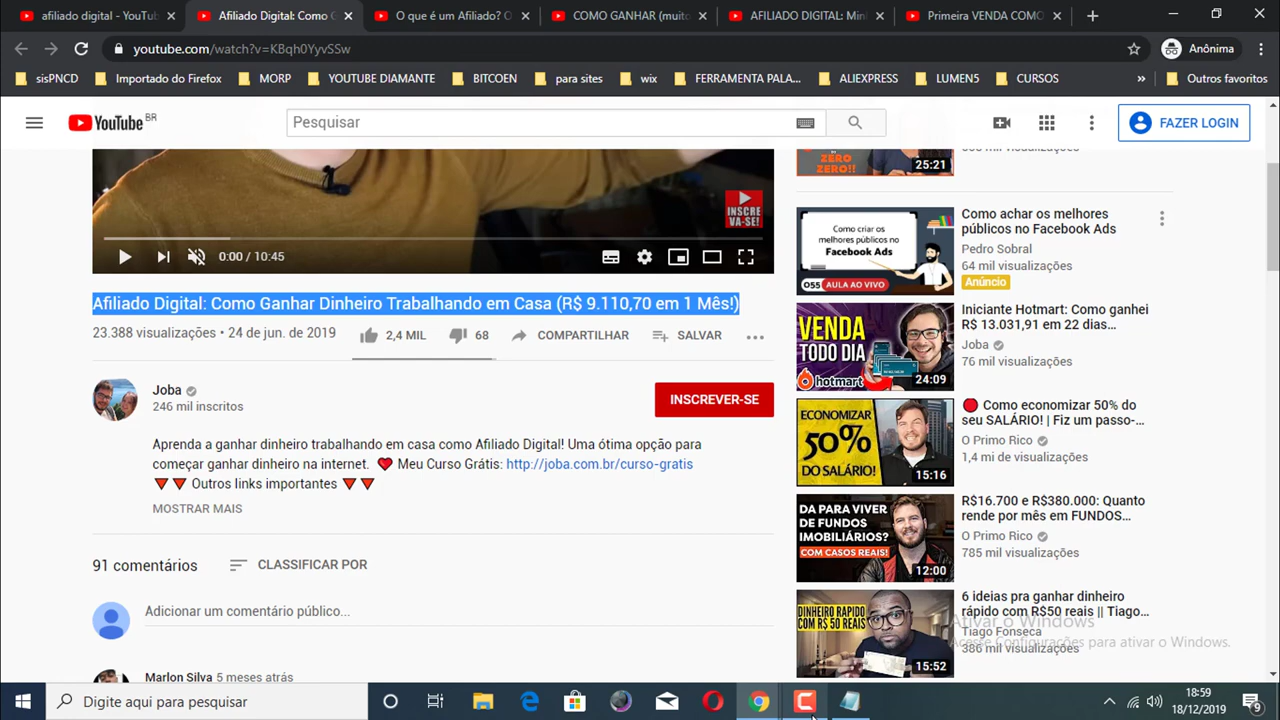 afiliado digital - YouTu
Afiliado Digital: Como G
O que é um Afiliado? O
COMO GANHAR (muito
AFILIADO DIGITAL: Min
Primeira VENDA COMO
youtube.com/watch?v=KBqh0YyvSSw
Anônima
sisPNCD
Importado do Firefox
MORP
YOUTUBE DIAMANTE
BITCOEN
para sites
wix
FERRAMENTA PALA...
ALIEXPRESS
LUMEN5
CURSOS
»
Outros favoritos
YouTube BR
Pesquisar
FAZER LOGIN
ZERO!!
25:21
INSCRE
VA-SE!
0:00 / 10:45
Afiliado Digital: Como Ganhar Dinheiro Trabalhando em Casa (R$ 9.110,70 em 1 Mês!)
23.388 visualizações • 24 de jun. de 2019
2,4 MIL
68
COMPARTILHAR
SALVAR
Joba
246 mil inscritos
INSCREVER-SE
Aprenda a ganhar dinheiro trabalhando em casa como Afiliado Digital! Uma ótima opção para
começar ganhar dinheiro na internet. ❤️ Meu Curso Grátis: http://joba.com.br/curso-gratis
🔻🔻 Outros links importantes 🔻🔻
MOSTRAR MAIS
91 comentários
CLASSIFICAR POR
Adicionar um comentário público...
Marlon Silva 5 meses atrás
Como criar os
melhores públicos no
Facebook Ads
O55 AULA AO VIVO
Como achar os melhores
públicos no Facebook Ads
Pedro Sobral
64 mil visualizações
Anúncio
VENDA
TODO DIA
hotmart
24:09
Iniciante Hotmart: Como ganhei
R$ 13.031,91 em 22 dias...
Joba
76 mil visualizações
ECONOMIZAR
50%
DO SALÁRIO!
15:16
🔴 Como economizar 50% do
seu SALÁRIO! | Fiz um passo-...
O Primo Rico
1,4 mi de visualizações
DA PARA VIVER
DE FUNDOS
IMOBILIÁRIOS?
COM CASOS REAIS!
12:00
R$16.700 e R$380.000: Quanto
rende por mês em FUNDOS...
O Primo Rico
785 mil visualizações
DINHEIRO RAPIDO
COM R$ 50 REAIS
15:52
6 ideias pra ganhar dinheiro
rápido com R$50 reais || Tiago...
Tiago Fonseca
386 mil visualizações
Ativar o Windows
Acesse Configurações para ativar o Windows.
Digite aqui para pesquisar
18:59
18/12/2019
9